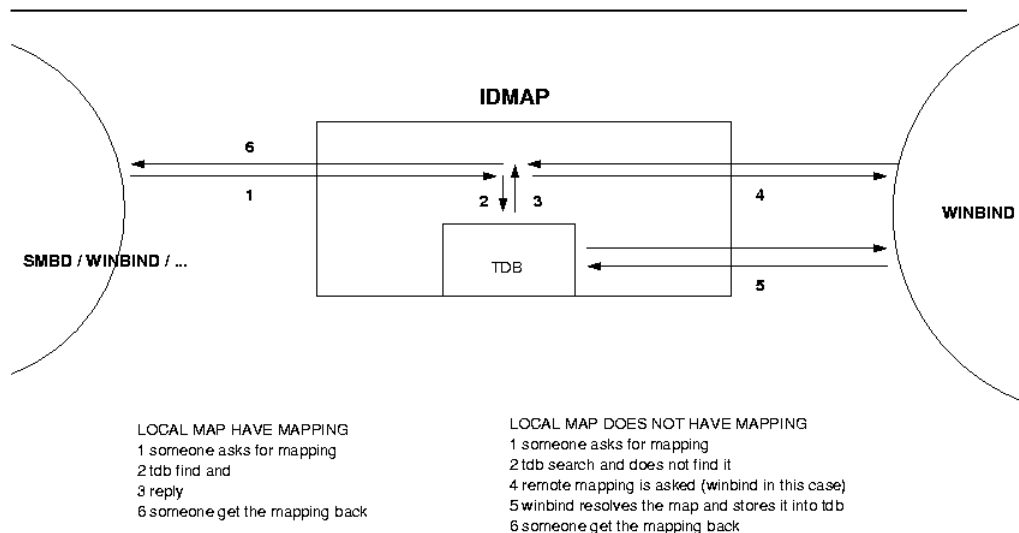 IDMAP
6
1
2
3
4
WINBIND
SMBD / WINBIND / ...
TDB
5
LOCAL MAP HAVE MAPPING
1 someone asks for mapping
2 tdb find and
3 reply
6 someone get the mapping back
LOCAL MAP DOES NOT HAVE MAPPING
1 someone asks for mapping
2 tdb search and does not find it
4 remote mapping is asked (winbind in this case)
5 winbind resolves the map and stores it into tdb
6 someone get the mapping back